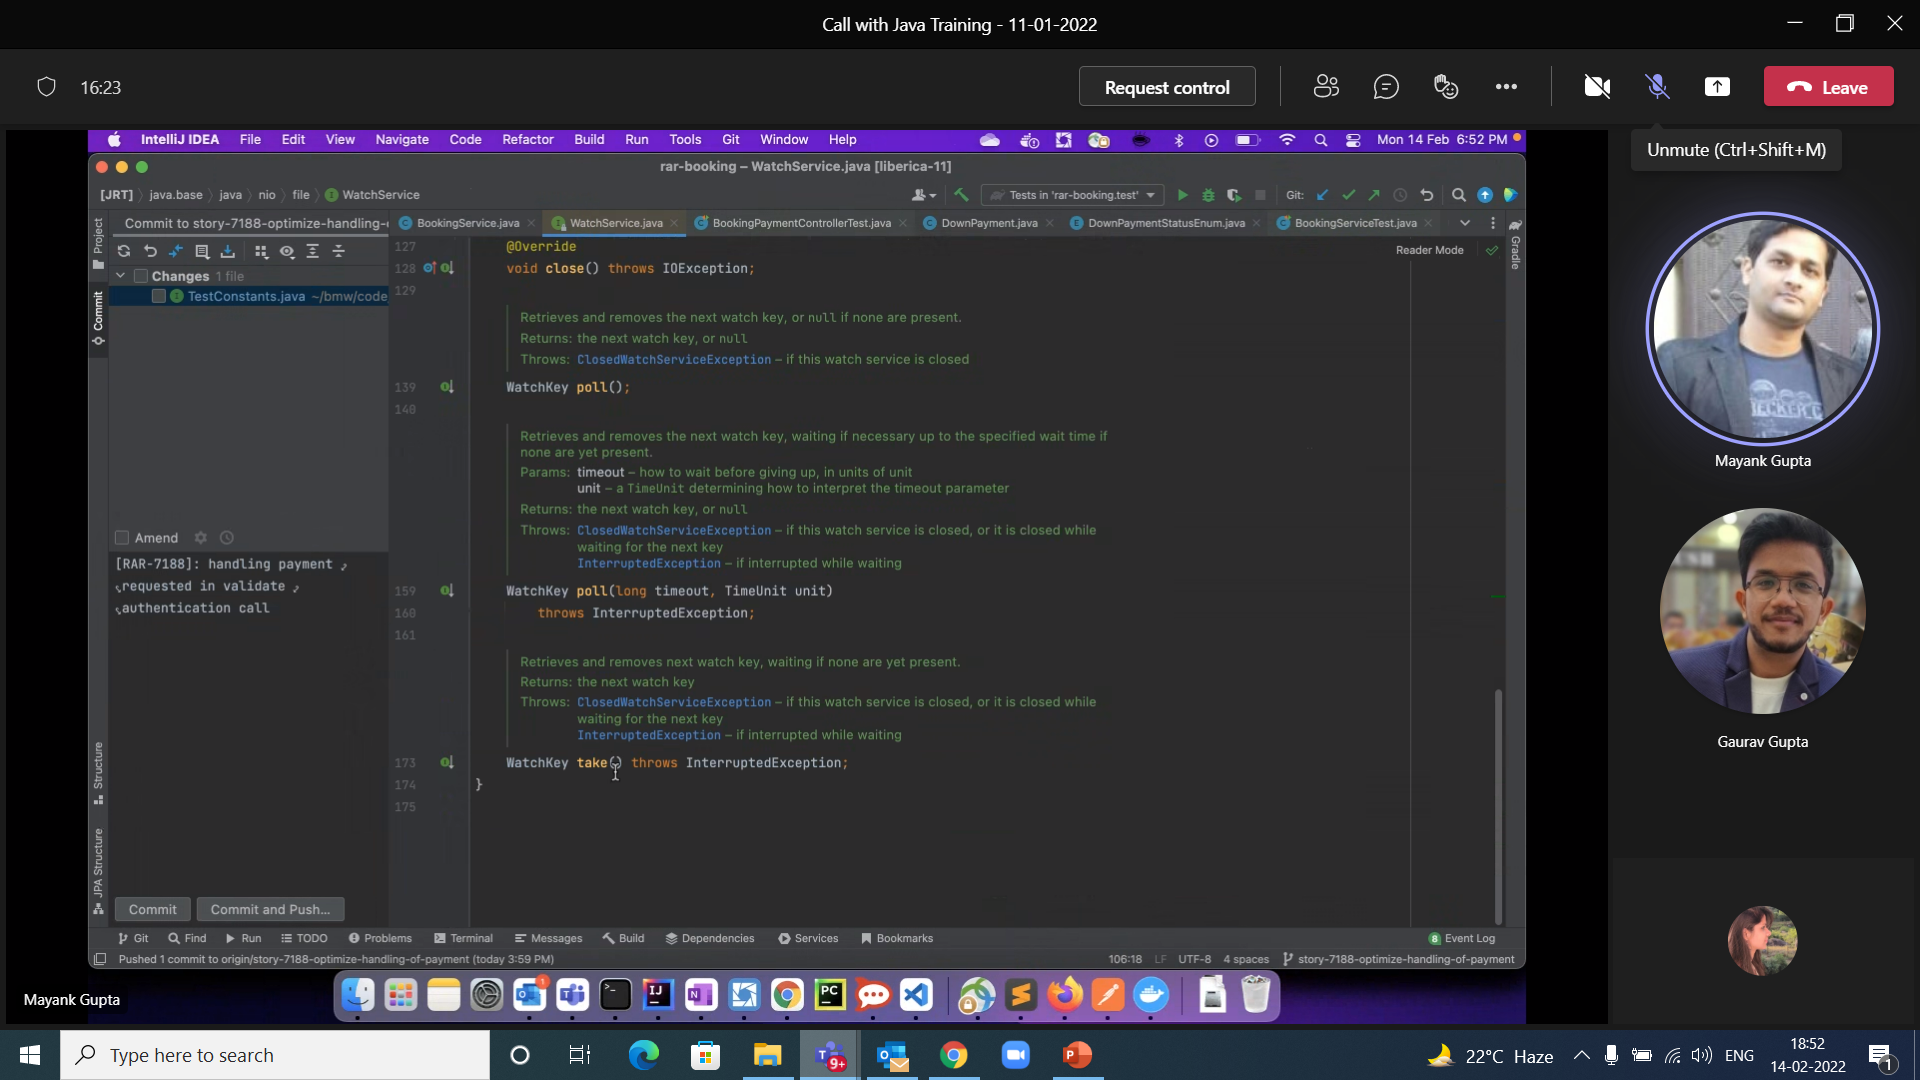 Call with Java Training - 11-01-2022
16:23
Request control
Leave
Unmute (Ctrl+Shift+M)
IntelliJ IDEA File Edit View Navigate Code Refactor Build Run Tools Git Window Help
Mon 14 Feb 6:52 PM
rar-booking – WatchService.java [liberica-11]
[JRT] java.base java nio file WatchService
Tests in 'rar-booking.test'
Git:
Commit to story-7188-optimize-handling-
BookingService.java WatchService.java BookingPaymentControllerTest.java DownPayment.java DownPaymentStatusEnum.java BookingServiceTest.java
Project
Commit
Structure
JPA Structure
Gradle
Reader Mode
Changes 1 file
TestConstants.java ~/bmw/code
Amend
[RAR-7188]: handling payment
requested in validate
authentication call
Commit
Commit and Push...
127 @Override
128 void close() throws IOException;
129
Retrieves and removes the next watch key, or null if none are present.
Returns: the next watch key, or null
Throws: ClosedWatchServiceException – if this watch service is closed
139 WatchKey poll();
140
Retrieves and removes the next watch key, waiting if necessary up to the specified wait time if
none are yet present.
Params: timeout – how to wait before giving up, in units of unit
unit – a TimeUnit determining how to interpret the timeout parameter
Returns: the next watch key, or null
Throws: ClosedWatchServiceException – if this watch service is closed, or it is closed while
waiting for the next key
InterruptedException – if interrupted while waiting
159 WatchKey poll(long timeout, TimeUnit unit)
160 throws InterruptedException;
161
Retrieves and removes next watch key, waiting if none are yet present.
Returns: the next watch key
Throws: ClosedWatchServiceException – if this watch service is closed, or it is closed while
waiting for the next key
InterruptedException – if interrupted while waiting
173 WatchKey take() throws InterruptedException;
174 }
175
Git Find Run TODO Problems Terminal Messages Build Dependencies Services Bookmarks
8 Event Log
Pushed 1 commit to origin/story-7188-optimize-handling-of-payment (today 3:59 PM)
106:18 LF UTF-8 4 spaces story-7188-optimize-handling-of-payment
Mayank Gupta
Gaurav Gupta
Mayank Gupta
1
IJ
N
PC
Type here to search
9+
22°C Haze
ENG
18:52
14-02-2022
1